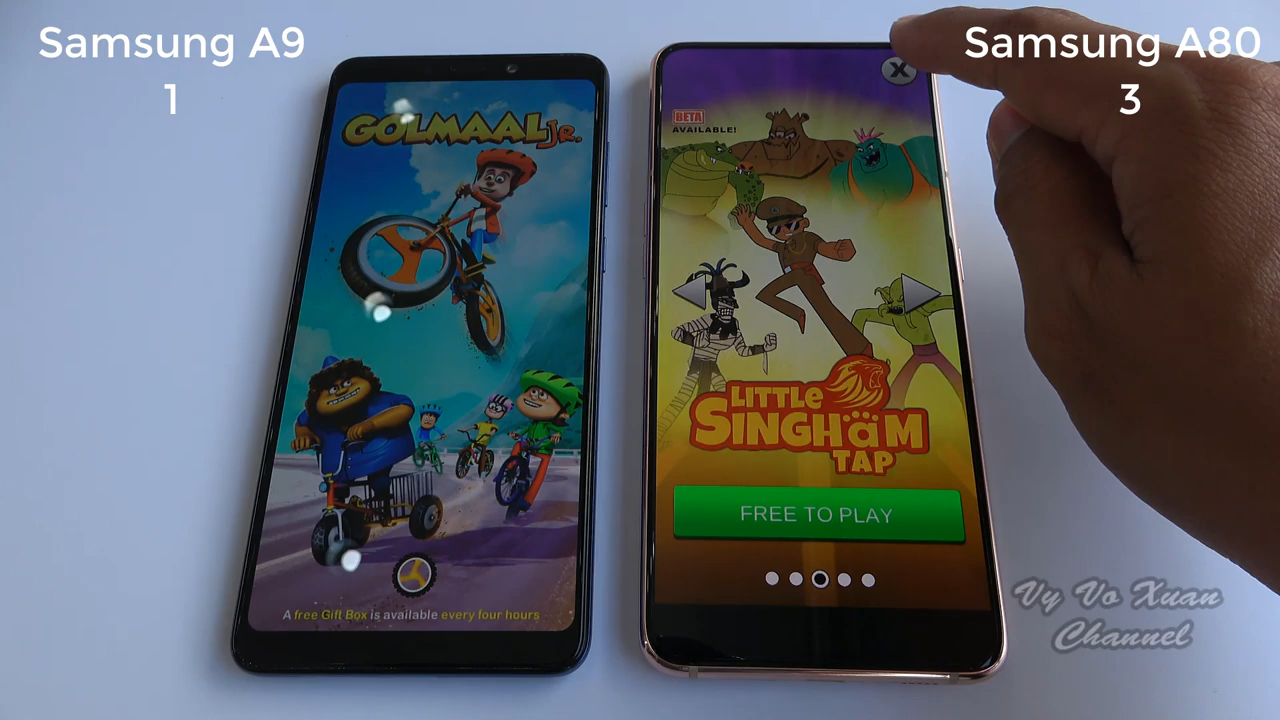 Samsung A9
1
Samsung A80
3
GOLMAAL Jr.
A free Gift Box is available every four hours
X
BETA
AVAILABLE!
LITTLE
SINGHAM
TAP
FREE TO PLAY
Vy Vo Xuan
Channel